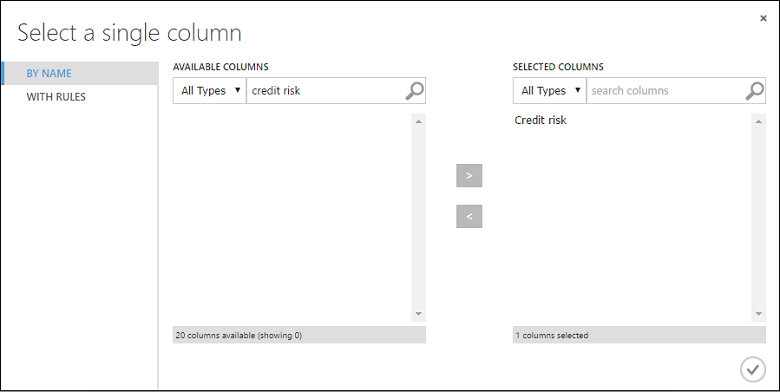 Select a single column
BY NAME
WITH RULES
AVAILABLE COLUMNS
All Types
credit risk
20 columns available (showing 0)
>
<
SELECTED COLUMNS
All Types
search columns
Credit risk
1 columns selected